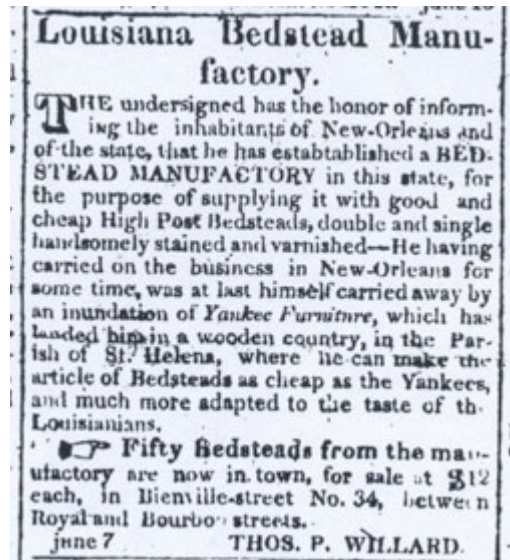 Louisiana Bedstead Manu-
factory.
THE undersigned has the honor of inform-
ing the inhabitants of New-Orleans and
of the state, that he has estabtablished a BED-
STEAD MANUFACTORY in this state, for
the purpose of supplying it with good and
cheap High Post Bedsteads, double and single
handsomely stained and varnished—He having
carried on the business in New-Orleans for
some time, was at last himself carried away by
an inundation of Yankee Furniture, which has
landed him in a wooden country, in the Par-
ish of St. Helena, where he can make the
article of Bedsteads as cheap as the Yankees,
and much more adapted to the taste of th
Louisianians.
☞ Fifty Bedsteads from the man-
ufactory are now in town, for sale at $12
each, in Bienville-street No. 34, between
Royal and Bourbo streets.
june 7 THOS. P. WILLARD.